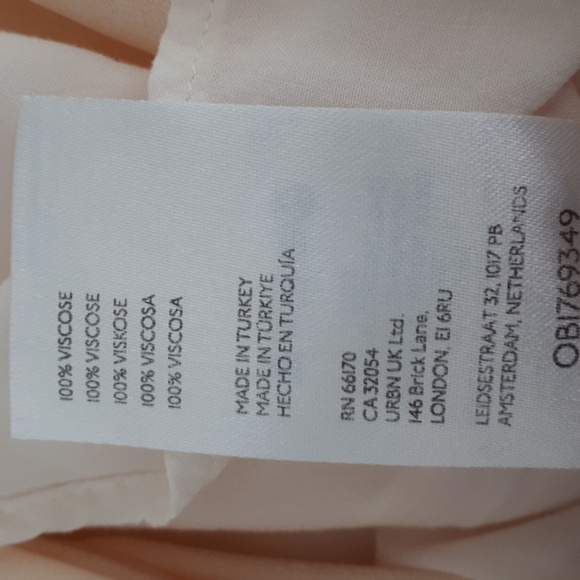 100% VISCOSE
100% VISCOSE
100% VISKOSE
100% VISCOSA
100% VISCOSA
MADE IN TURKEY
MADE IN TÜRKIYE
HECHO EN TURQUÍA
RN 66170
CA 32054
URBN UK Ltd.
146 Brick Lane,
LONDON, E1 6RU
LEIDSESTRAAT 32, 1017 PB
AMSTERDAM, NETHERLANDS
OB1769349